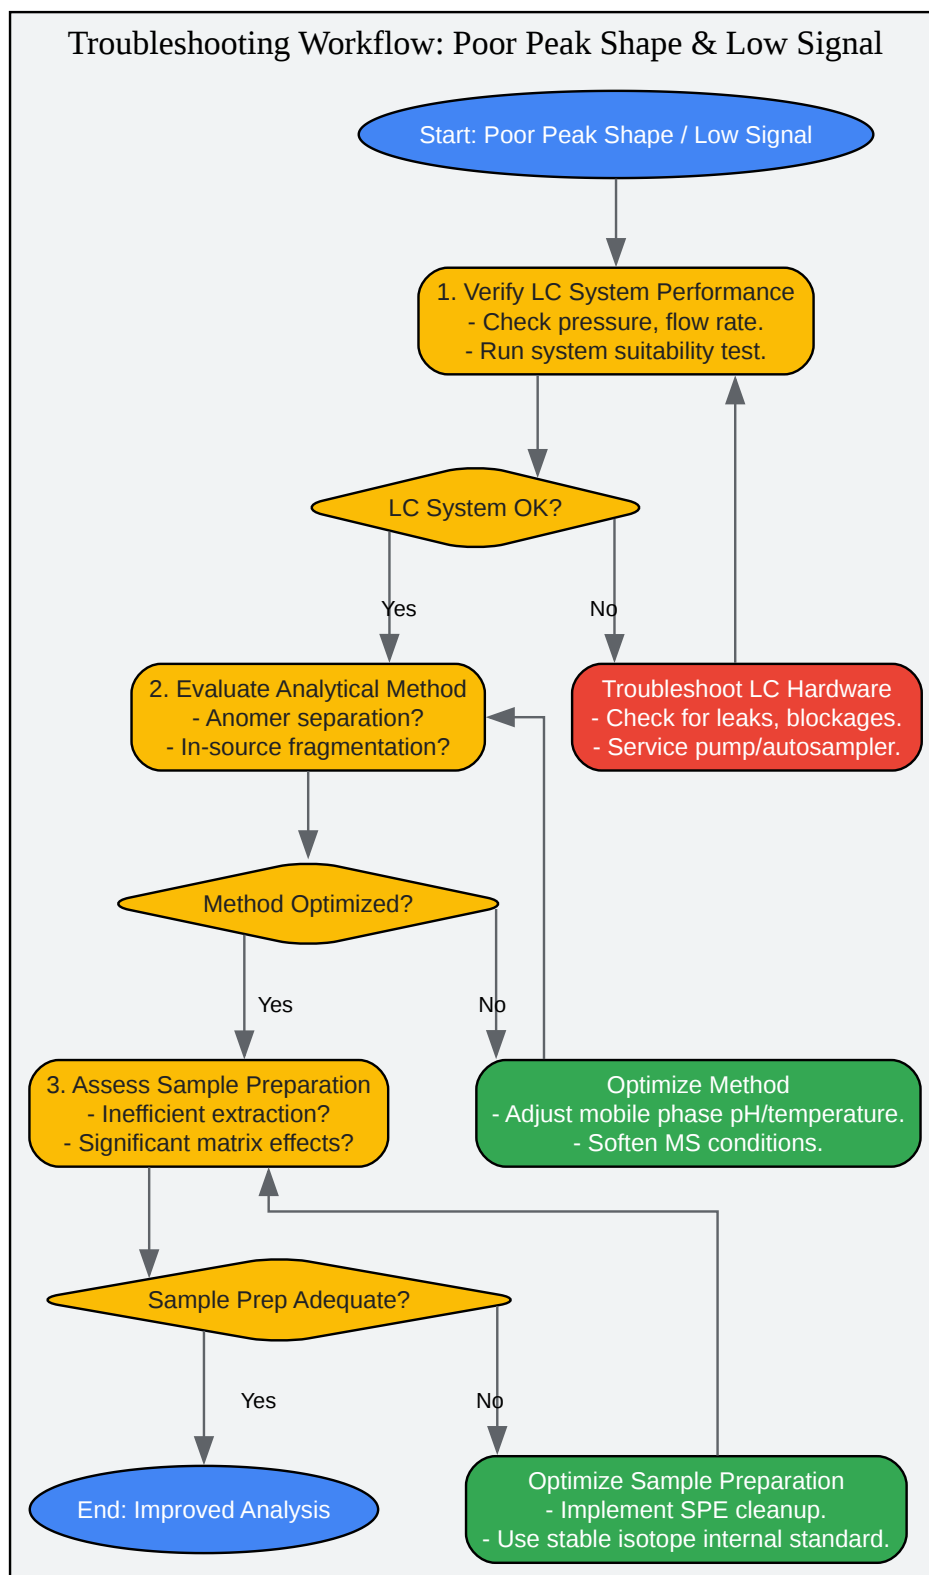 Troubleshooting Workflow: Poor Peak Shape & Low Signal
Start: Poor Peak Shape / Low Signal
1. Verify LC System Performance
- Check pressure, flow rate.
- Run system suitability test.
LC System OK?
Yes
No
2. Evaluate Analytical Method
- Anomer separation?
- In-source fragmentation?
Troubleshoot LC Hardware
- Check for leaks, blockages.
- Service pump/autosampler.
Method Optimized?
Yes
No
3. Assess Sample Preparation
- Inefficient extraction?
- Significant matrix effects?
Optimize Method
- Adjust mobile phase pH/temperature.
- Soften MS conditions.
Sample Prep Adequate?
Yes
No
End: Improved Analysis
Optimize Sample Preparation
- Implement SPE cleanup.
- Use stable isotope internal standard.